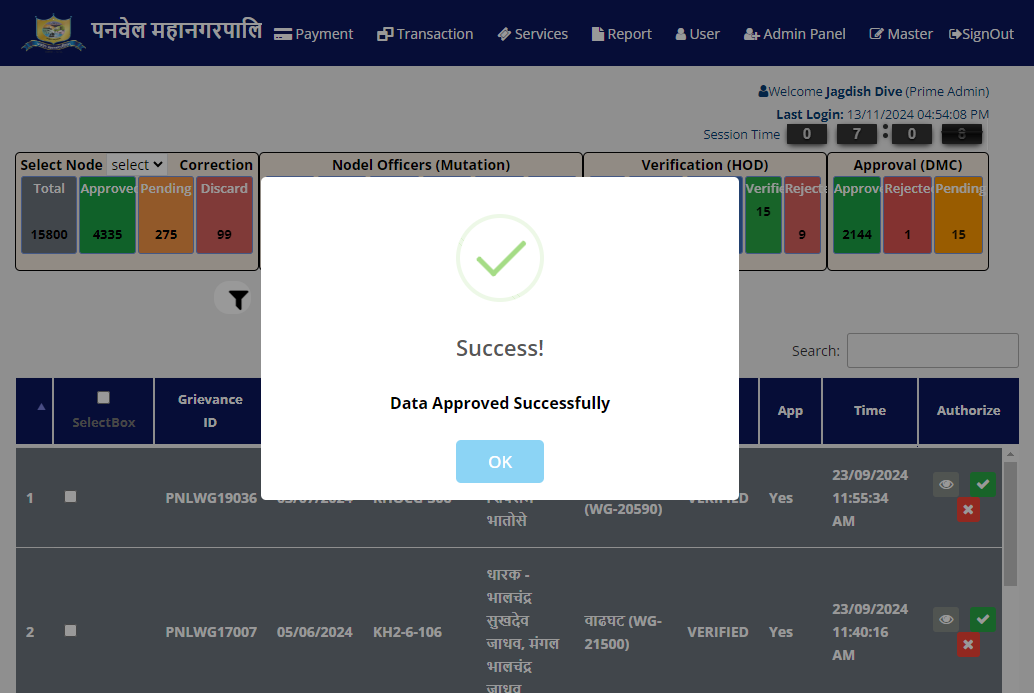 पनवेल महानगरपालि
Payment Transaction Services Report User Admin Panel Master SignOut
Welcome Jagdish Dive (Prime Admin)
Last Login: 13/11/2024 04:54:08 PM
Session Time 0 7 : 0 8
Select Node select Correction
Nodel Officers (Mutation)
Verification (HOD)
Approval (DMC)
Total Approved Pending Discard
15800 4335 275 99
Verifie Rejecte
15 9
Approv Rejected Pending
2144 1 15
Success!
Data Approved Successfully
OK
Search:
SelectBox Grievance ID App Time Authorize
1 PNLWG19036
भातोसे (WG-20590) VERIFIED Yes 23/09/2024 11:55:34 AM
2 PNLWG17007 05/06/2024 KH2-6-106
धारक -
भालचंद्र
सुखदेव
जाधव, मंगल
भालचंद्र
जाधव
वाढघट (WG-
21500)
VERIFIED Yes
23/09/2024
11:40:16
AM